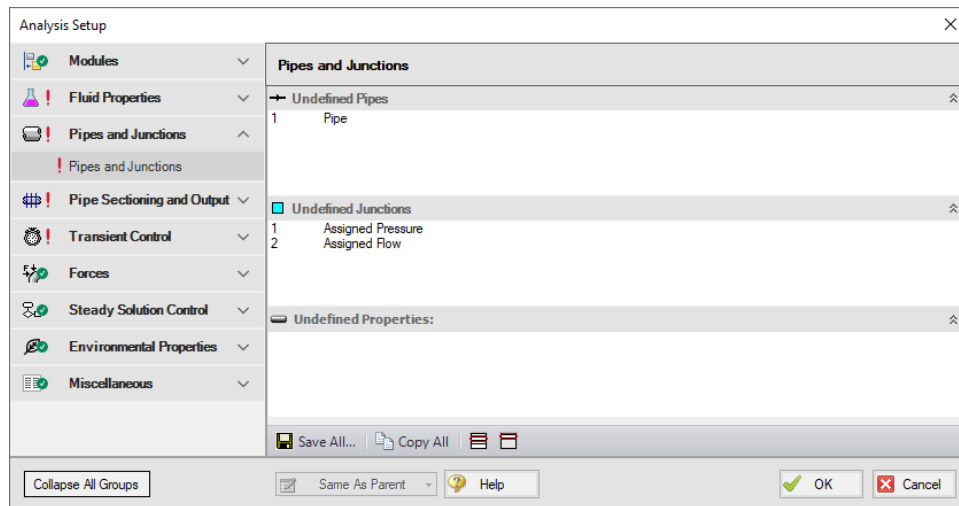 Analysis Setup
Modules
Fluid Properties
Pipes and Junctions
Pipes and Junctions
Pipe Sectioning and Output
Transient Control
Forces
Steady Solution Control
Environmental Properties
Miscellaneous
Pipes and Junctions
Undefined Pipes
1 Pipe
Undefined Junctions
1 Assigned Pressure
2 Assigned Flow
Undefined Properties:
Save All... Copy All
Collapse All Groups Same As Parent Help OK Cancel